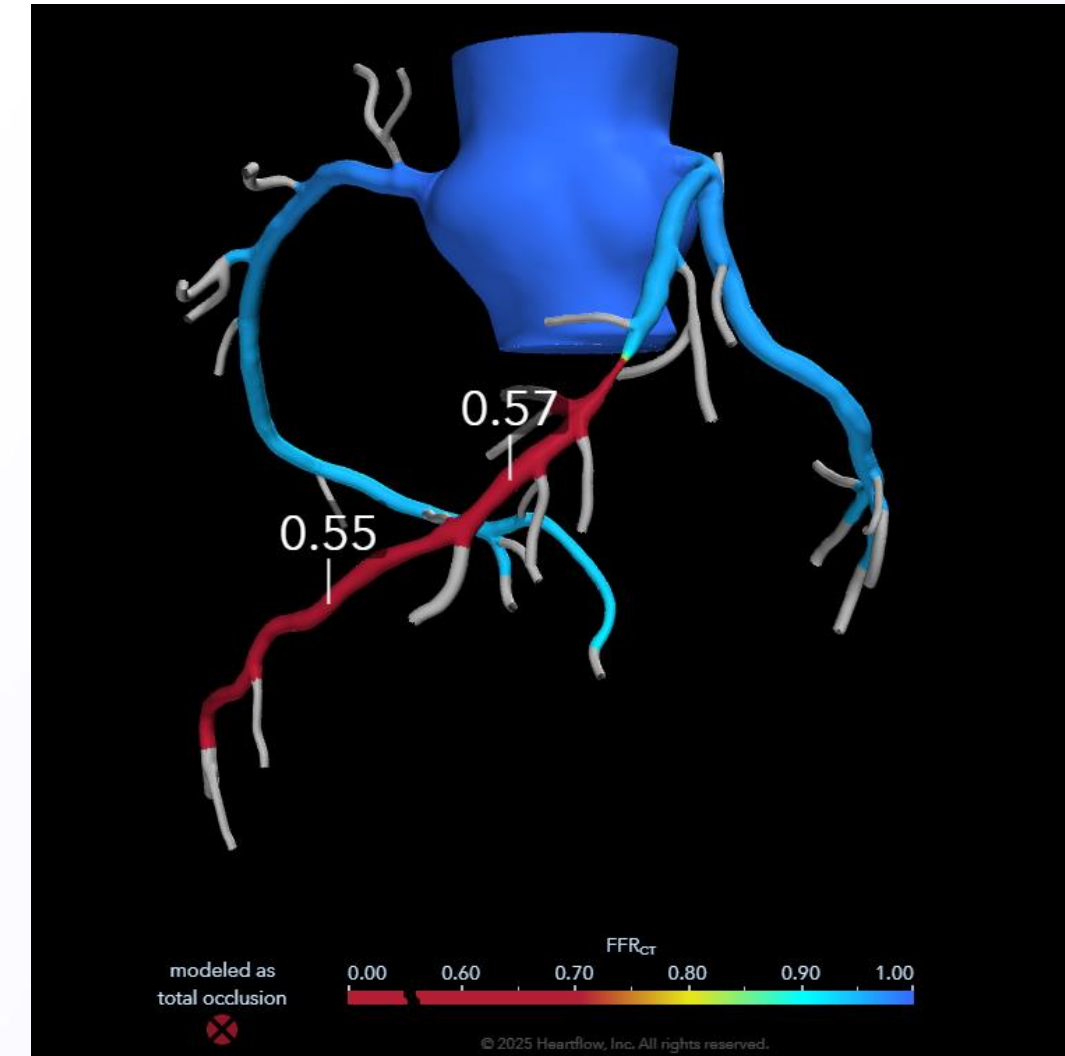 0.57
0.55
FFRCT
modeled as
total occlusion
0.00 0.60 0.70 0.80 0.90 1.00
© 2025 Heartflow, Inc. All rights reserved.